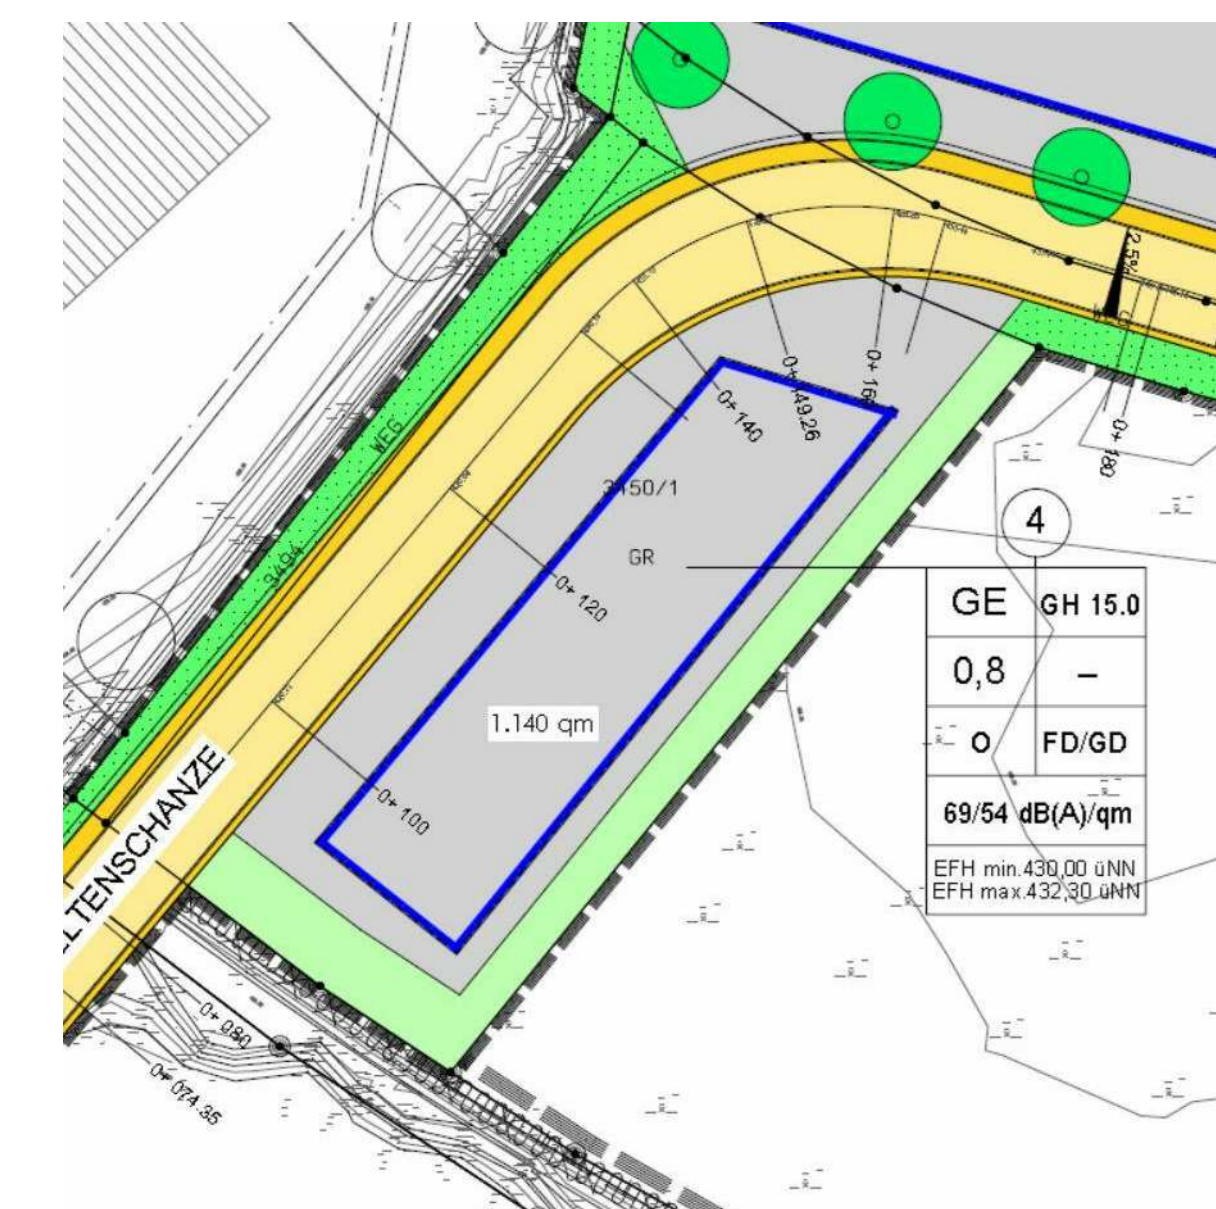 2.5%
0+149.26
0+ 16
0+ 140
0+ 180
WEG
3450/1
4
3494
GR
GE
GH 15.0
0+ 120
0,8
–
1.140 qm
O
FD/GD
0+ 100
69/54 dB(A)/qm
LTENSCHANZE
EFH min.430,00 üNN
EFH max.432,30 üNN
0+ 080
0+ 074.35